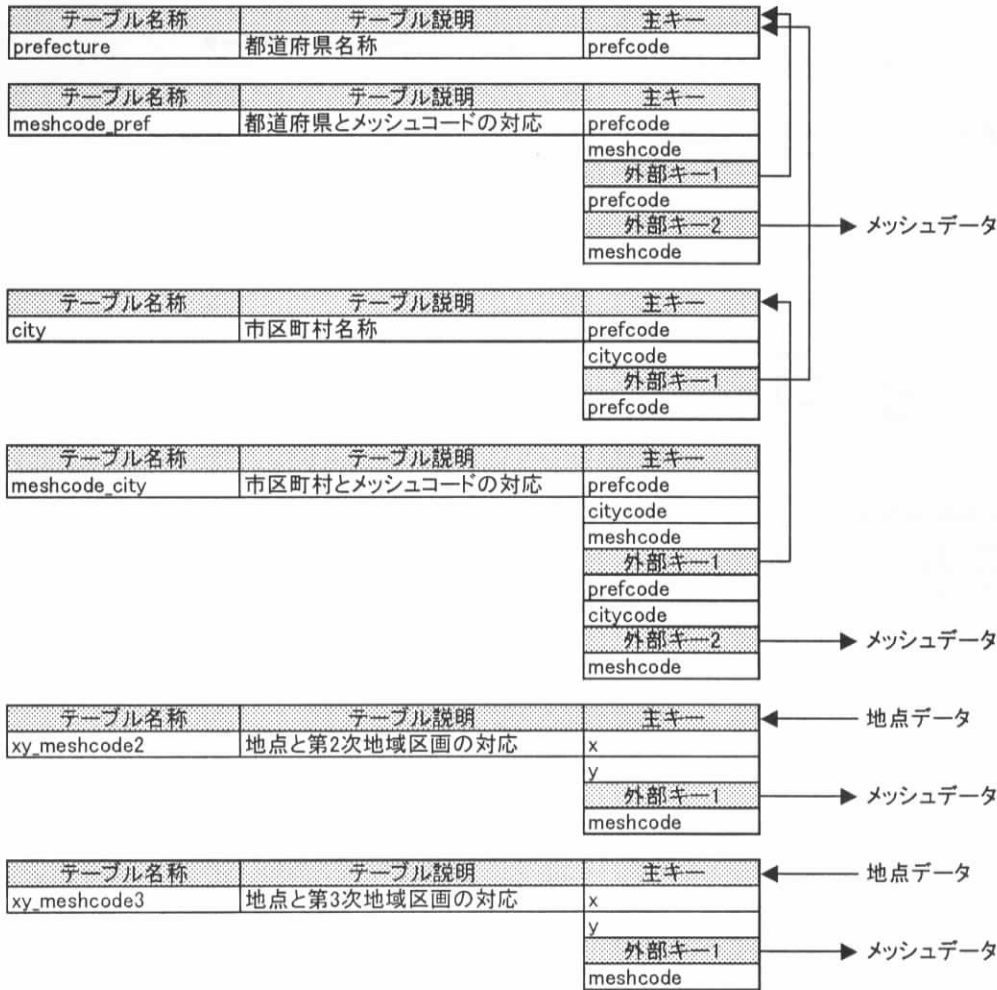 テーブル名称 テーブル説明 主キー
prefecture 都道府県名称 prefcode
テーブル名称 テーブル説明 主キー
meshcode_pref 都道府県とメッシュコードの対応 prefcode
meshcode
外部キー1
prefcode
外部キー2 メッシュデータ
meshcode
テーブル名称 テーブル説明 主キー
city 市区町村名称 prefcode
citycode
外部キー1
prefcode
テーブル名称 テーブル説明 主キー
meshcode_city 市区町村とメッシュコードの対応 prefcode
citycode
meshcode
外部キー1
prefcode
citycode
外部キー2 メッシュデータ
meshcode
テーブル名称 テーブル説明 主キー 地点データ
xy_meshcode2 地点と第2次地域区画の対応 x
y
外部キー1 メッシュデータ
meshcode
テーブル名称 テーブル説明 主キー 地点データ
xy_meshcode3 地点と第3次地域区画の対応 x
y
外部キー1 メッシュデータ
meshcode